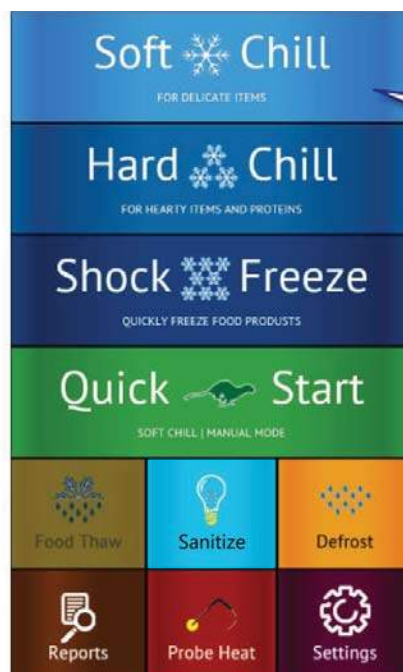 Soft Chill
FOR DELICATE ITEMS
Hard Chill
FOR HEARTY ITEMS AND PROTEINS
Shock Freeze
QUICKLY FREEZE FOOD PRODUSTS
Quick Start
SOFT CHILL | MANUAL MODE
Food Thaw Sanitize Defrost
Reports Probe Heat Settings